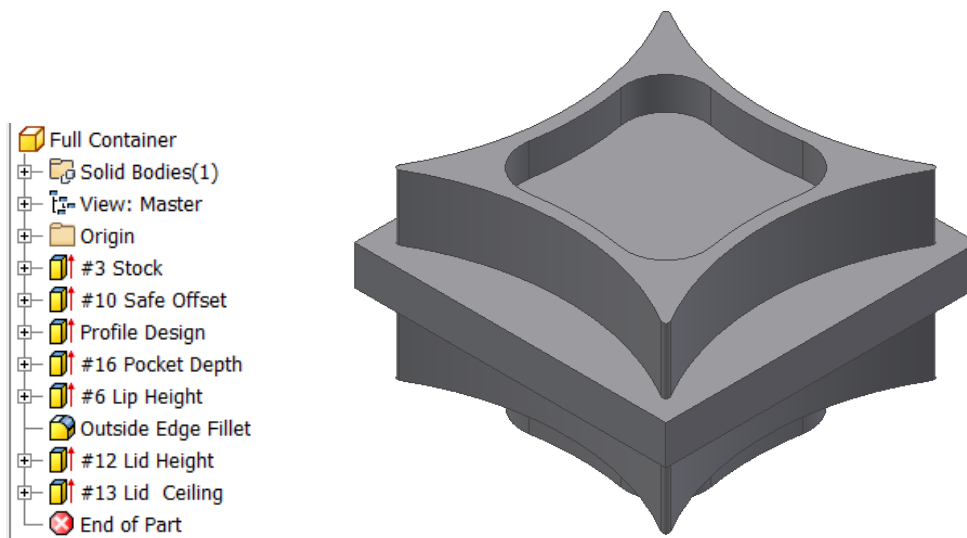 Full Container
Solid Bodies(1)
View: Master
Origin
#3 Stock
#10 Safe Offset
Profile Design
#16 Pocket Depth
#6 Lip Height
Outside Edge Fillet
#12 Lid Height
#13 Lid  Ceiling
End of Part